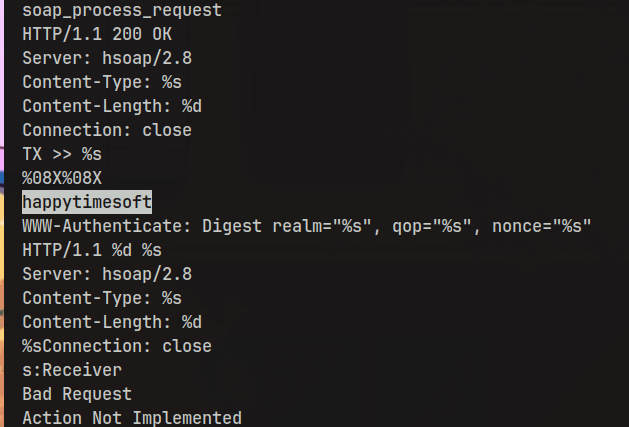 soap_process_request
HTTP/1.1 200 OK
Server: hsoap/2.8
Content-Type: %s
Content-Length: %d
Connection: close
TX >> %s
%08X%08X
happytimesoft
WWW-Authenticate: Digest realm="%s", qop="%s", nonce="%s"
HTTP/1.1 %d %s
Server: hsoap/2.8
Content-Type: %s
Content-Length: %d
%sConnection: close
s:Receiver
Bad Request
Action Not Implemented